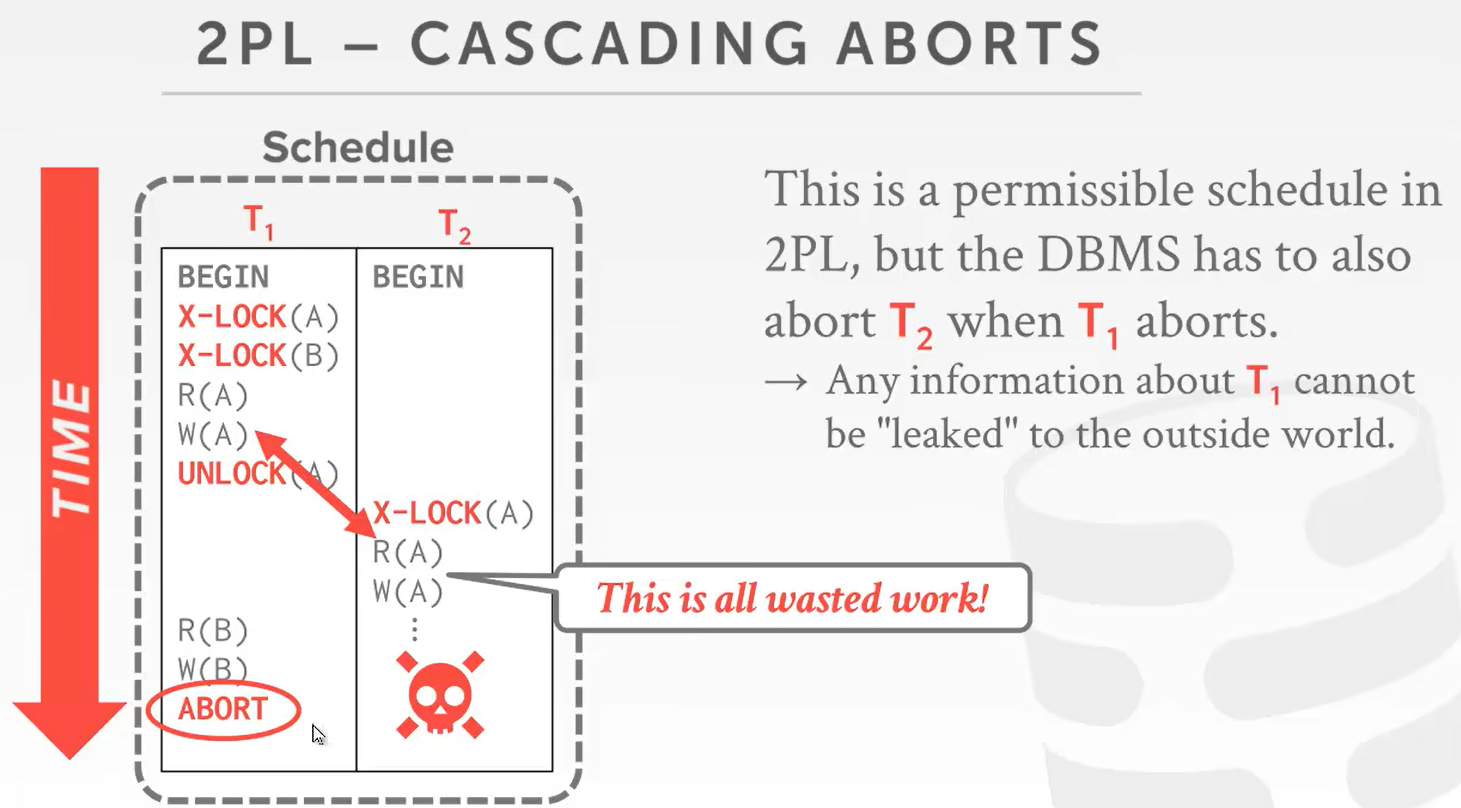 2PL – CASCADING ABORTS
Schedule
TIME
T1 T2
BEGIN BEGIN
X-LOCK(A)
X-LOCK(B)
R(A)
W(A)
UNLOCK(A)
X-LOCK(A)
R(A)
W(A)
⋮
R(B)
W(B)
ABORT
This is all wasted work!
This is a permissible schedule in
2PL, but the DBMS has to also
abort T2 when T1 aborts.
→ Any information about T1 cannot
be "leaked" to the outside world.